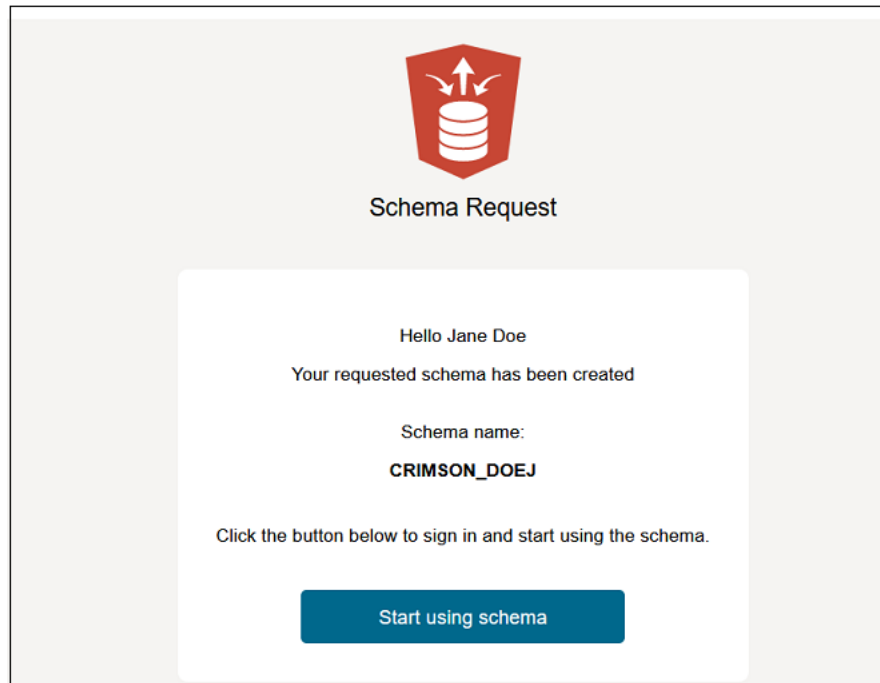 Schema Request
Hello Jane Doe
Your requested schema has been created
Schema name:
CRIMSON_DOEJ
Click the button below to sign in and start using the schema.
Start using schema